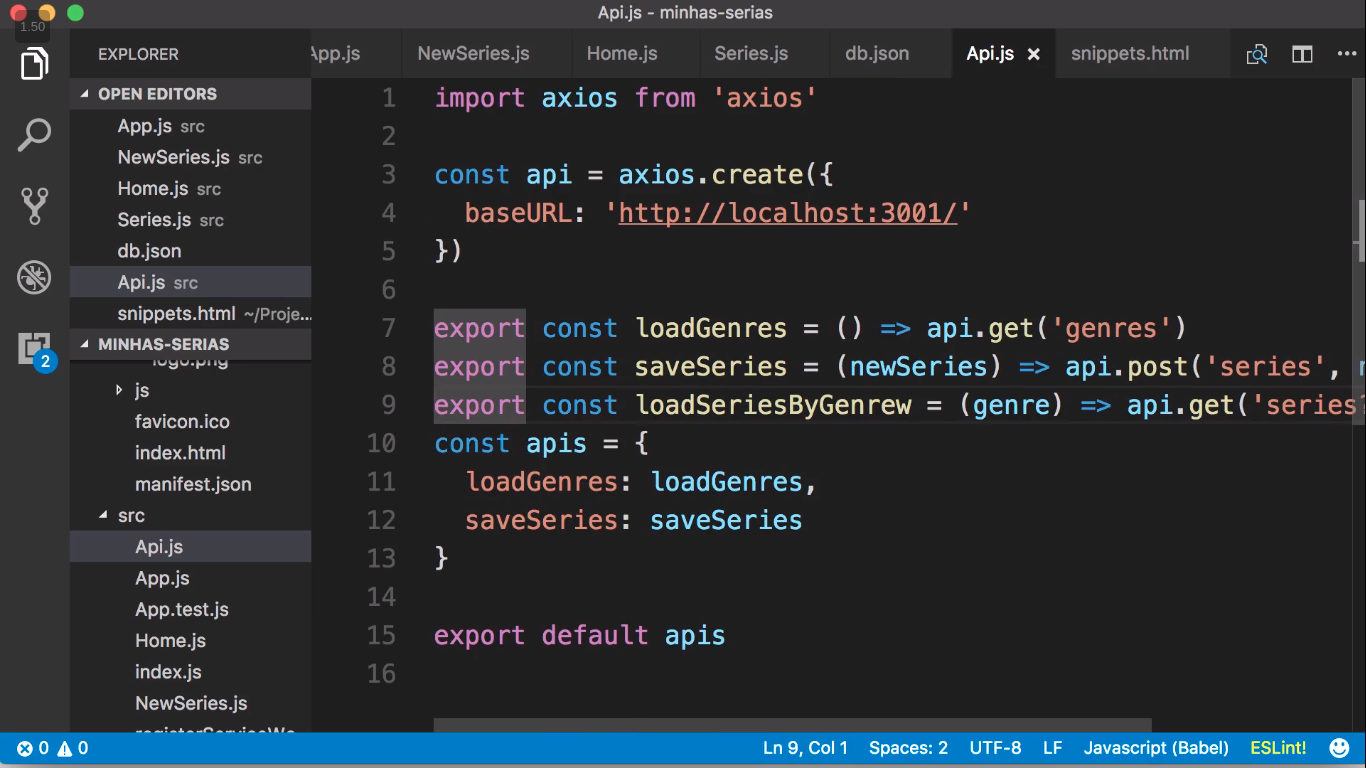 Api.js - minhas-serias
1.50
EXPLORER
App.js
NewSeries.js
Home.js
Series.js
db.json
Api.js
snippets.html
OPEN EDITORS
App.js src
NewSeries.js src
Home.js src
Series.js src
db.json
Api.js src
snippets.html ~/Proje...
MINHAS-SERIAS
logo.png
js
favicon.ico
index.html
manifest.json
src
Api.js
App.js
App.test.js
Home.js
index.js
NewSeries.js
2
1 import axios from 'axios'
2
3 const api = axios.create({
4 baseURL: 'http://localhost:3001/'
5 })
6
7 export const loadGenres = () => api.get('genres')
8 export const saveSeries = (newSeries) => api.post('series', n
9 export const loadSeriesByGenrew = (genre) => api.get('series?
10 const apis = {
11 loadGenres: loadGenres,
12 saveSeries: saveSeries
13 }
14
15 export default apis
16
0 0
Ln 9, Col 1 Spaces: 2 UTF-8 LF Javascript (Babel) ESLint!